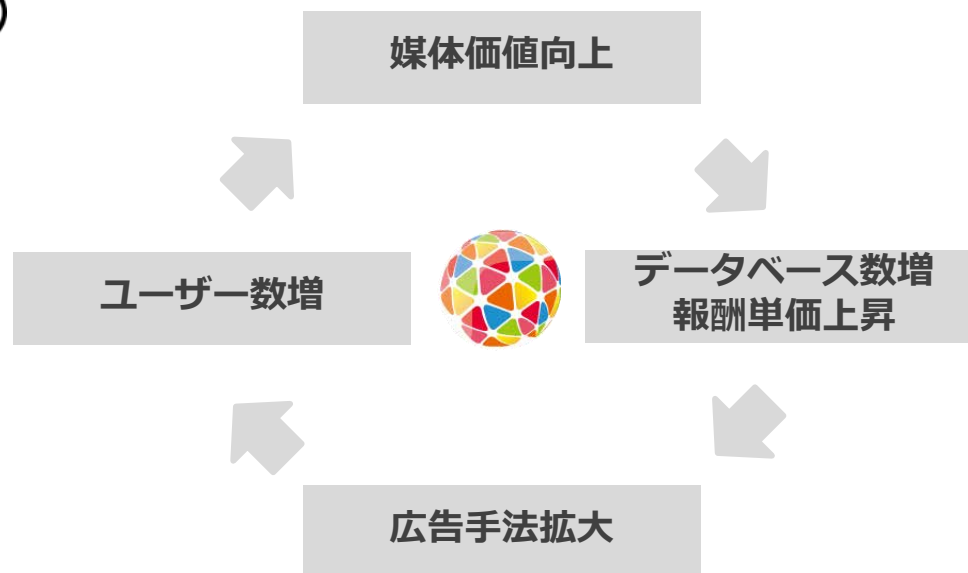 )
媒体価値向上
ユーザー数増
データベース数増
報酬単価上昇
広告手法拡大